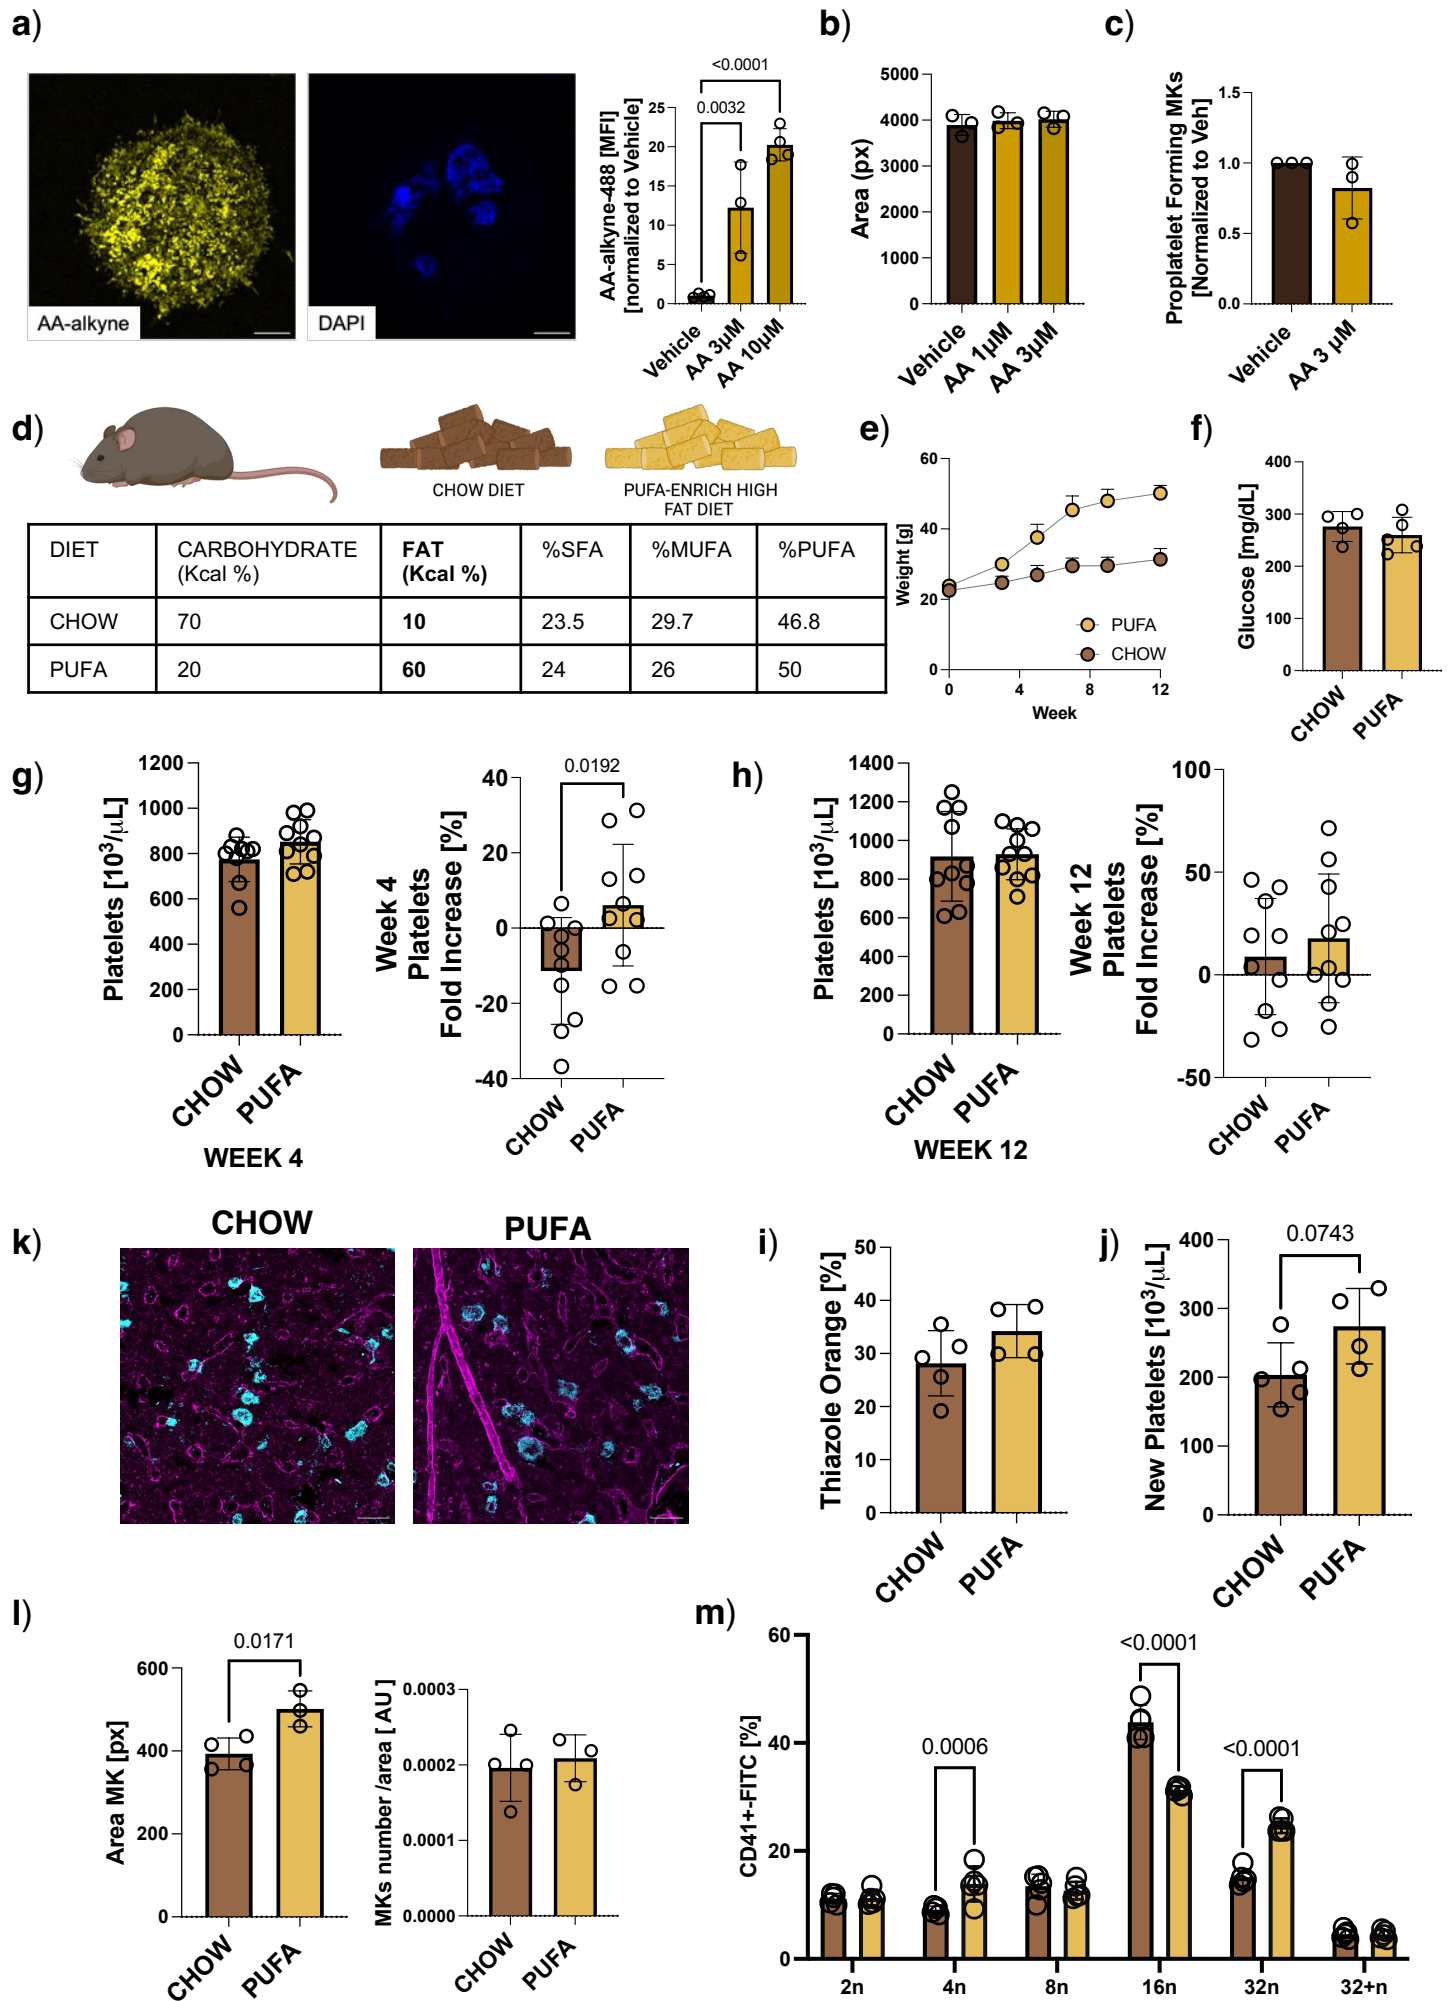 a)
AA-alkyne
DAPI
AA-alkyne-488 [MFI]
[normalized to Vehicle]
<0.0001
0.0032
25
20
15
10
5
0
Vehicle
AA 3µM
AA 10µM
b)
Area (px)
5000
4000
3000
2000
1000
0
Vehicle
AA 1µM
AA 3µM
c)
Proplatelet Forming MKs
[Normalized to Veh]
1.5
1.0
0.5
0.0
Vehicle
AA 3 µM
d)
CHOW DIET
PUFA-ENRICH HIGH
FAT DIET
DIET CARBOHYDRATE (Kcal %) FAT (Kcal %) %SFA %MUFA %PUFA
CHOW 70 10 23.5 29.7 46.8
PUFA 20 60 24 26 50
e)
Weight [g]
60
40
20
0
PUFA
CHOW
0 4 8 12
Week
f)
Glucose [mg/dL]
400
300
200
100
0
CHOW
PUFA
g)
Platelets [10³/µL]
1200
1000
800
600
400
200
0
CHOW
PUFA
WEEK 4
Week 4
Platelets
Fold Increase [%]
0.0192
40
20
0
-20
-40
CHOW
PUFA
h)
Platelets [10³/µL]
1400
1200
1000
800
600
400
200
0
CHOW
PUFA
WEEK 12
Week 12
Platelets
Fold Increase [%]
100
50
0
-50
CHOW
PUFA
k)
CHOW
PUFA
i)
Thiazole Orange [%]
50
40
30
20
10
0
CHOW
PUFA
j)
New Platelets [10³/µL]
0.0743
400
300
200
100
0
CHOW
PUFA
l)
Area MK [px]
0.0171
600
400
200
0
CHOW
PUFA
MKs number /area [ AU ]
0.0003
0.0002
0.0001
0.0000
CHOW
PUFA
m)
CD41+-FITC [%]
60
40
20
0
0.0006
<0.0001
<0.0001
2n 4n 8n 16n 32n 32+n